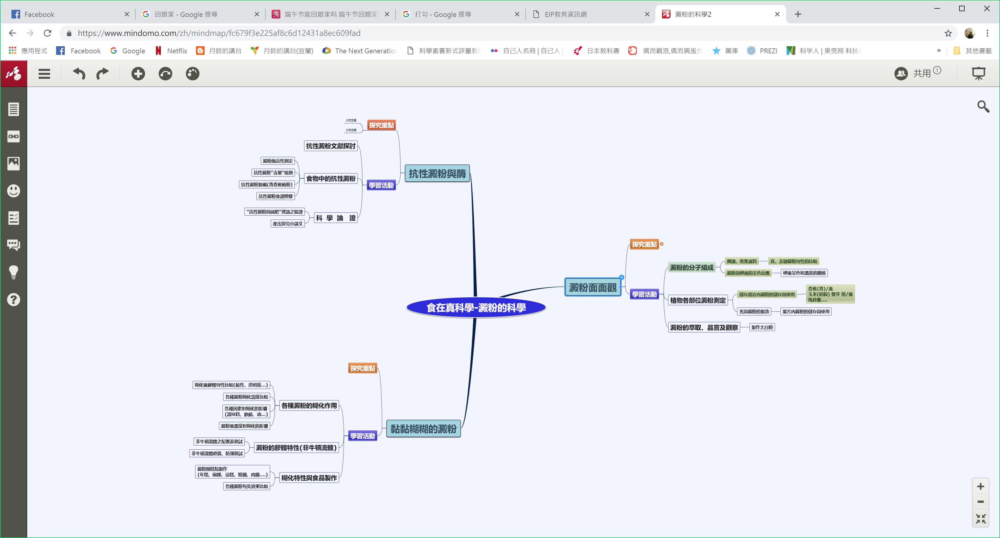 Facebook
回娘家 - Google 搜尋
端午节能回娘家吗 端午节回娘家
打勾 - Google 搜尋
EIP教育資訊網
澱粉的科學2
https://www.mindomo.com/zh/mindmap/fc679f3e225af8c6d12431a8ec609fad
應用程式
Facebook
Google
Netflix
月鈴的講台
月鈴的講台(宜蘭)
The Next Generation
科學素養新式評量教
自己人名冊 | 自己人 |
日本教科書
偶而觀浪,偶而興風作
圖庫
PREZI
科学人 | 果壳网 科技
»
其他書籤
共用 1
分支主題
分支主題
探究重點
抗性澱粉文獻探討
澱粉酶活性測定
抗性澱粉"含量"檢測
抗性澱粉製備(青香蕉麵粉)
抗性澱粉食譜開發
食物中的抗性澱粉
學習活動
"抗性澱粉與減肥"理論之驗證
產出探究小論文
科 學 論 證
抗性澱粉與酶
食在真科學-澱粉的科學
澱粉面面觀
探究重點
學習活動
澱粉的分子組成
閱讀、收集資料
直、支鏈澱粉特性的比較
澱粉與碘液的呈色反應
碘液呈色和濃度的關係
植物各部位澱粉測定
儲存器官內澱粉的儲存與使用
香蕉(青)/黃
玉米(稻穀) 發芽 前/後
馬鈴薯....
光與澱粉的製造
葉片內澱粉的儲存與使用
澱粉的萃取、品嘗及觀察
製作太白粉
探究重點
糊化後膠體特性比較(黏性、透明度...)
各種澱粉糊化溫度比較
各種因素對糊化的影響
(調味料、酸鹼、油...)
澱粉液濃度對糊化的影響
各種澱粉的糊化作用
黏黏糊糊的澱粉
學習活動
非牛頓流體之配置及測試
非牛頓流體避震、防彈測試
澱粉的膠體特性(非牛頓流體)
澱粉類糕點製作
(年糕、碗粿、涼糕、粉圓、肉圓....)
各種澱粉勾芡效果比較
糊化特性與食品製作